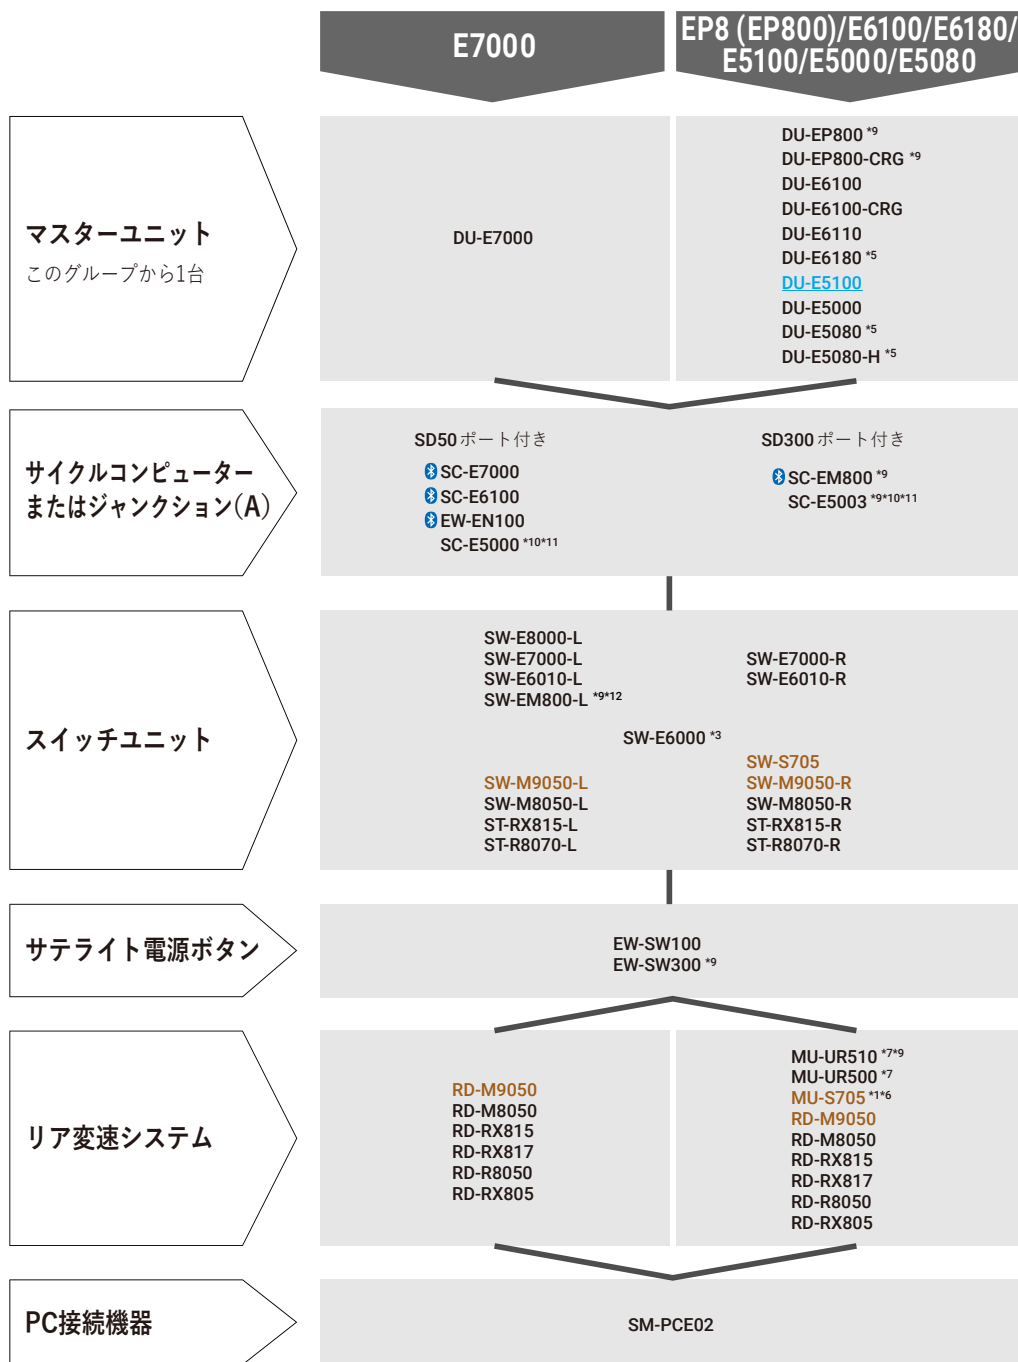 E7000
EP8 (EP800)/E6100/E6180/
E5100/E5000/E5080
マスターユニット
このグループから1台
DU-E7000
DU-EP800 *9
DU-EP800-CRG *9
DU-E6100
DU-E6100-CRG
DU-E6110
DU-E6180 *5
DU-E5100
DU-E5000
DU-E5080 *5
DU-E5080-H *5
サイクルコンピューター
またはジャンクション(A)
SD50ポート付き
SC-E7000
SC-E6100
EW-EN100
SC-E5000 *10*11
SD300ポート付き
SC-EM800 *9
SC-E5003 *9*10*11
スイッチユニット
SW-E8000-L
SW-E7000-L
SW-E6010-L
SW-EM800-L *9*12
SW-E7000-R
SW-E6010-R
SW-E6000 *3
SW-M9050-L
SW-M8050-L
ST-RX815-L
ST-R8070-L
SW-S705
SW-M9050-R
SW-M8050-R
ST-RX815-R
ST-R8070-R
サテライト電源ボタン
EW-SW100
EW-SW300 *9
リア変速システム
RD-M9050
RD-M8050
RD-RX815
RD-RX817
RD-R8050
RD-RX805
MU-UR510 *7*9
MU-UR500 *7
MU-S705 *1*6
RD-M9050
RD-M8050
RD-RX815
RD-RX817
RD-R8050
RD-RX805
PC接続機器
SM-PCE02